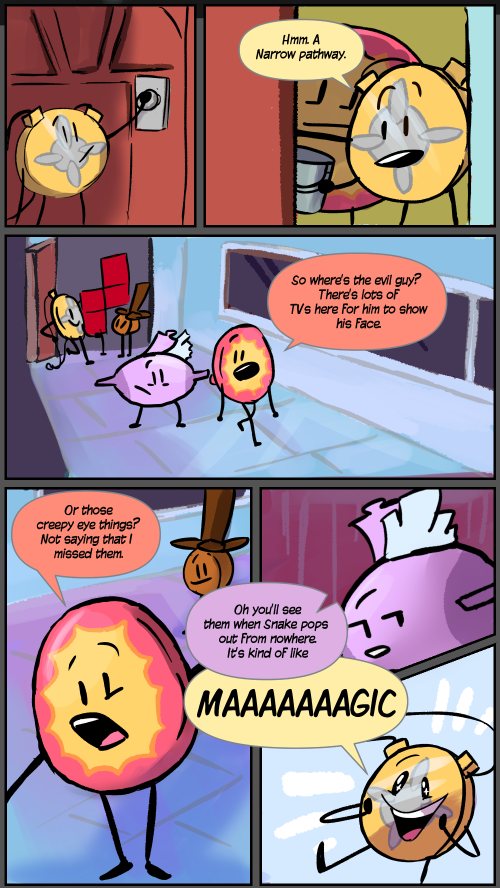 Hmm. A
Narrow pathway.
So where's the evil guy?
There's lots of
TVs here for him to show
his face.
Or those
creepy eye things?
Not saying that I
missed them.
Oh you'll see
them when Snake pops
out from nowhere.
It's kind of like
MAAAAAAAGIC